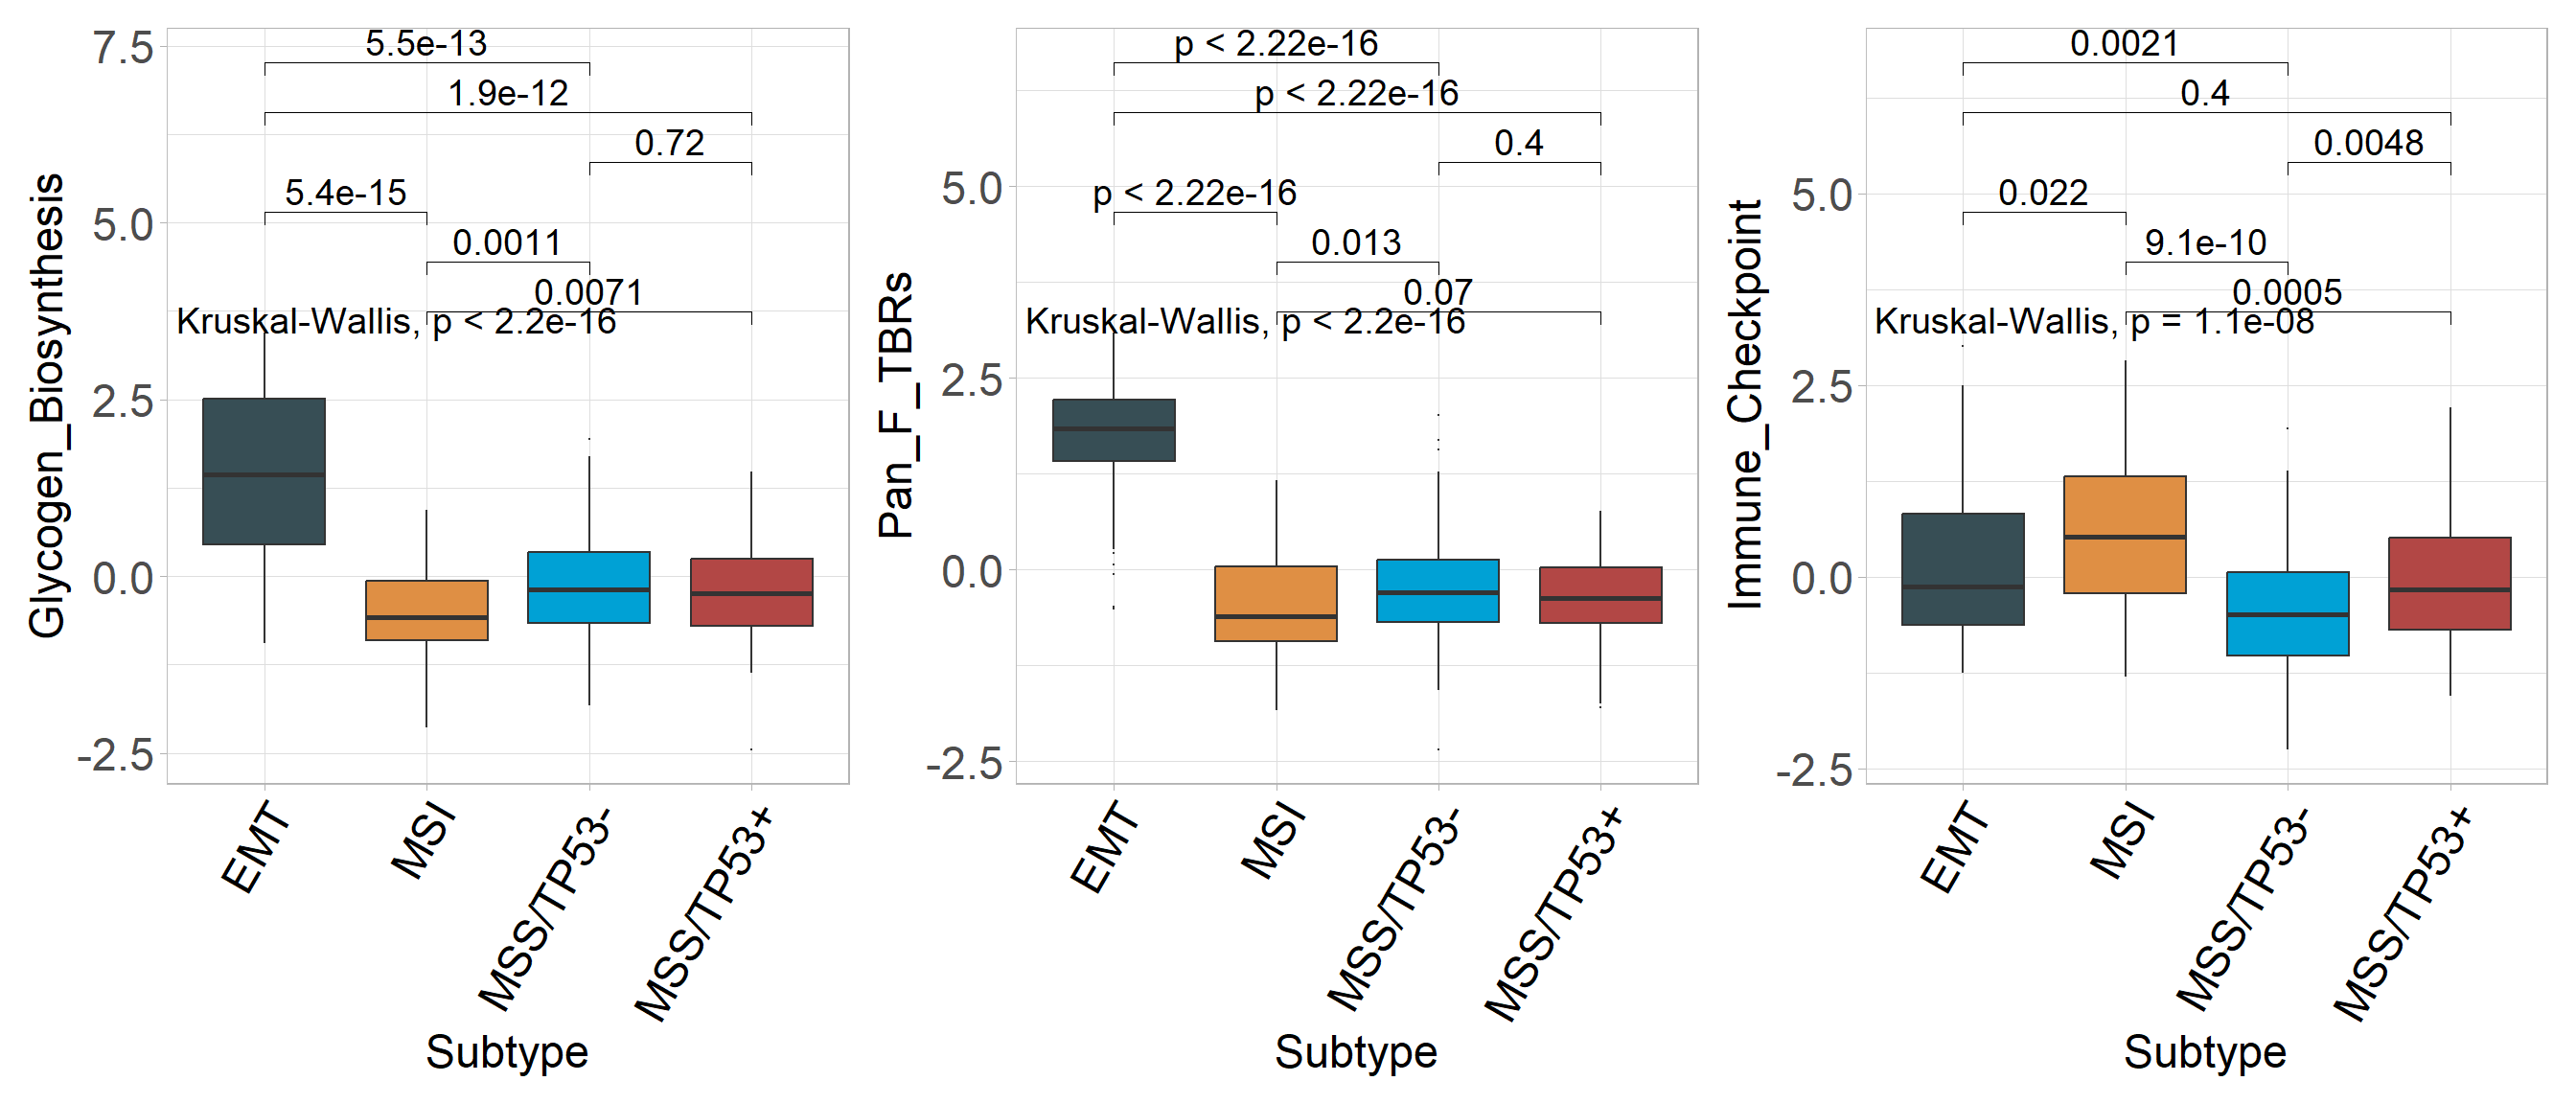 Glycogen_Biosynthesis
7.5
5.0
2.5
0.0
-2.5
5.5e-13
1.9e-12
0.72
5.4e-15
0.0011
0.0071
Kruskal-Wallis, p < 2.2e-16
EMT
MSI
MSS/TP53-
MSS/TP53+
Subtype
Pan_F_TBRs
5.0
2.5
0.0
-2.5
p < 2.22e-16
p < 2.22e-16
0.4
p < 2.22e-16
0.013
0.07
Kruskal-Wallis, p < 2.2e-16
EMT
MSI
MSS/TP53-
MSS/TP53+
Subtype
Immune_Checkpoint
5.0
2.5
0.0
-2.5
0.0021
0.4
0.0048
0.022
9.1e-10
0.0005
Kruskal-Wallis, p = 1.1e-08
EMT
MSI
MSS/TP53-
MSS/TP53+
Subtype